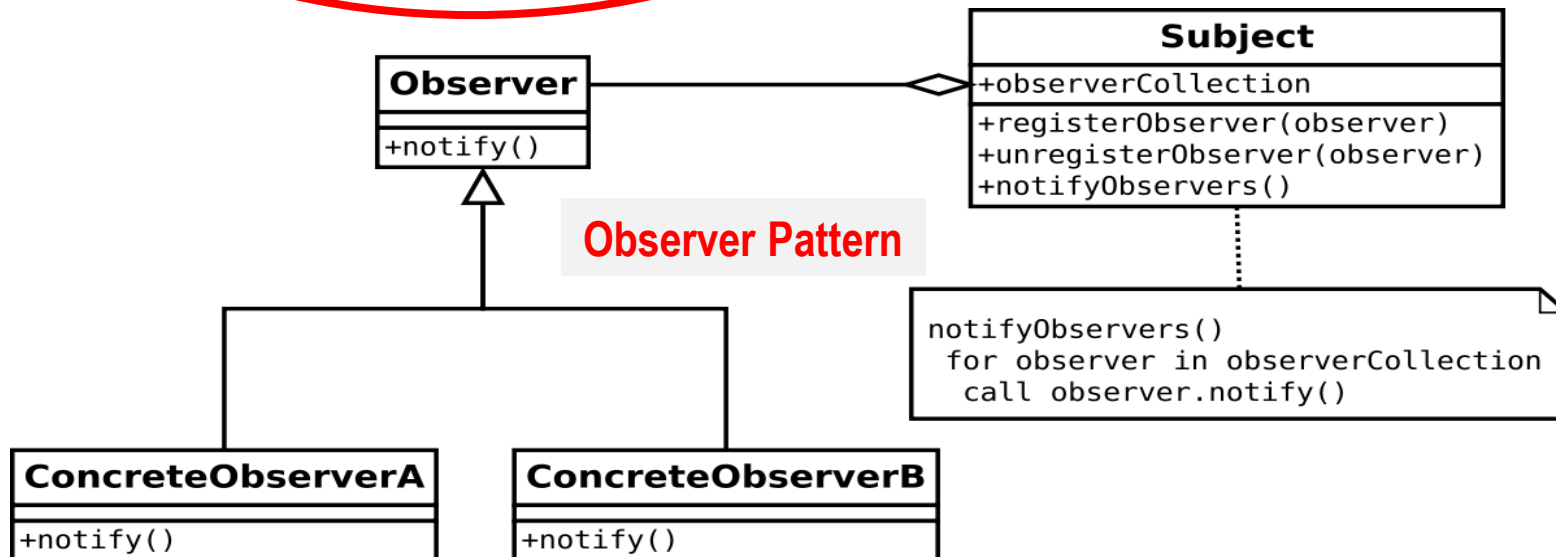 Subject
+observerCollection
+registerObserver(observer)
+unregisterObserver(observer)
+notifyObservers()
Observer
+notify()
Observer Pattern
notifyObservers()
for observer in observerCollection
call observer.notify()
ConcreteObserverA
+notify()
ConcreteObserverB
+notify()